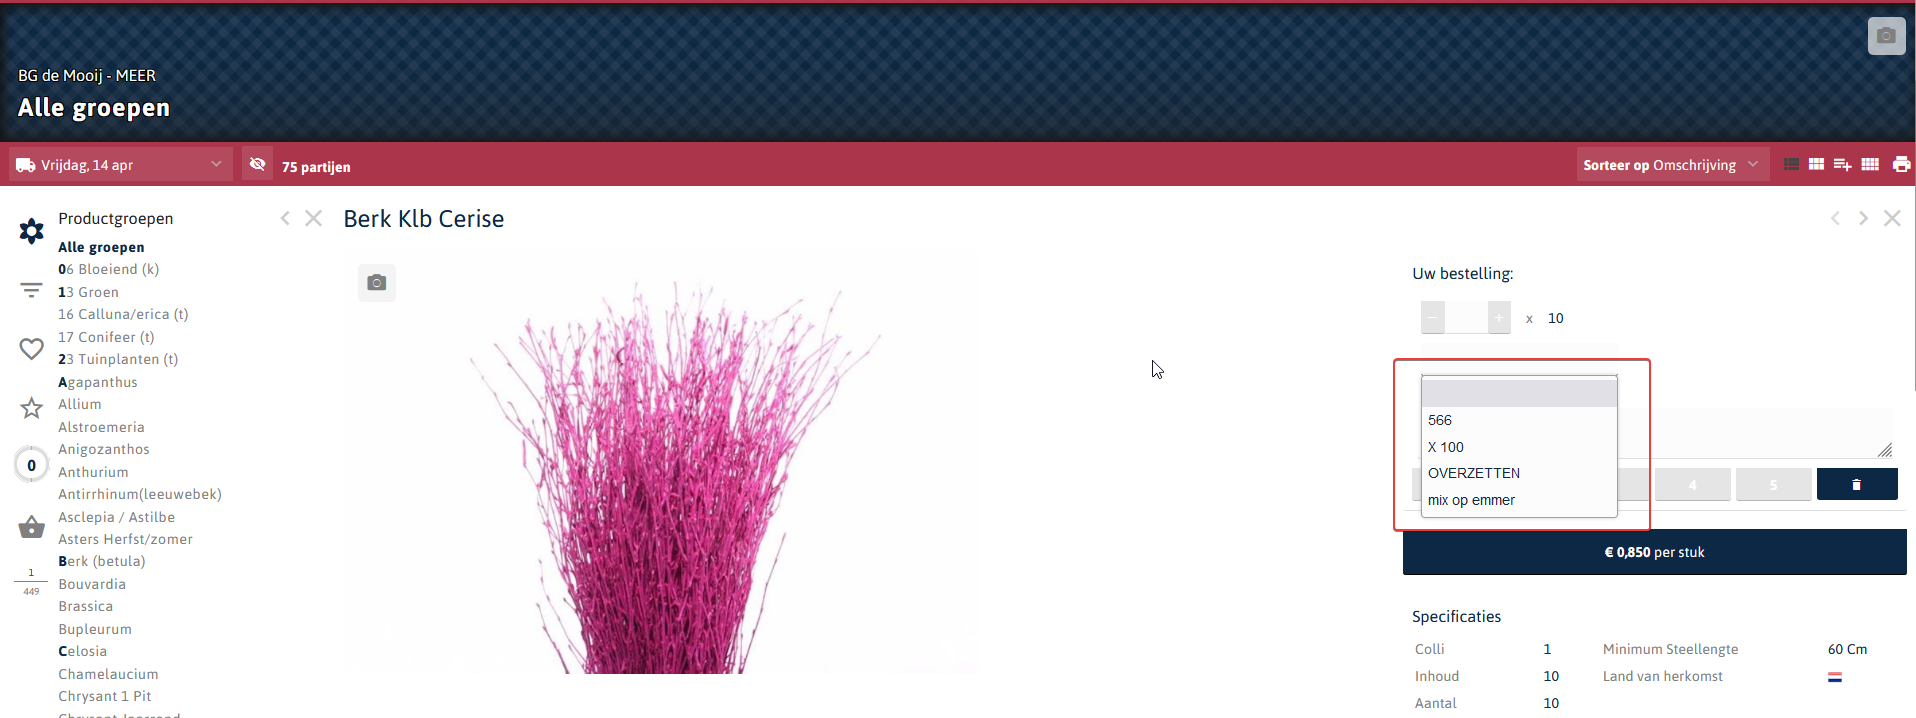 BG de Mooij - MEER
Alle groepen
Vrijdag, 14 apr
75 partijen
Sorteer op Omschrijving
Productgroepen
Alle groepen
06 Bloeiend (k)
13 Groen
16 Calluna/erica (t)
17 Conifeer (t)
23 Tuinplanten (t)
Agapanthus
Allium
Alstroemeria
Anigozanthos
Anthurium
Antirrhinum(leeuwebek)
Asclepia / Astilbe
Asters Herfst/zomer
Berk (betula)
Bouvardia
Brassica
Bupleurum
Celosia
Chamelaucium
Chrysant 1 Pit
0
1
449
Berk Klb Cerise
Uw bestelling:
x 10
566
X 100
OVERZETTEN
mix op emmer
4 5
€ 0,850 per stuk
Specificaties
Colli 1 Minimum Steellengte 60 Cm
Inhoud 10 Land van herkomst
Aantal 10